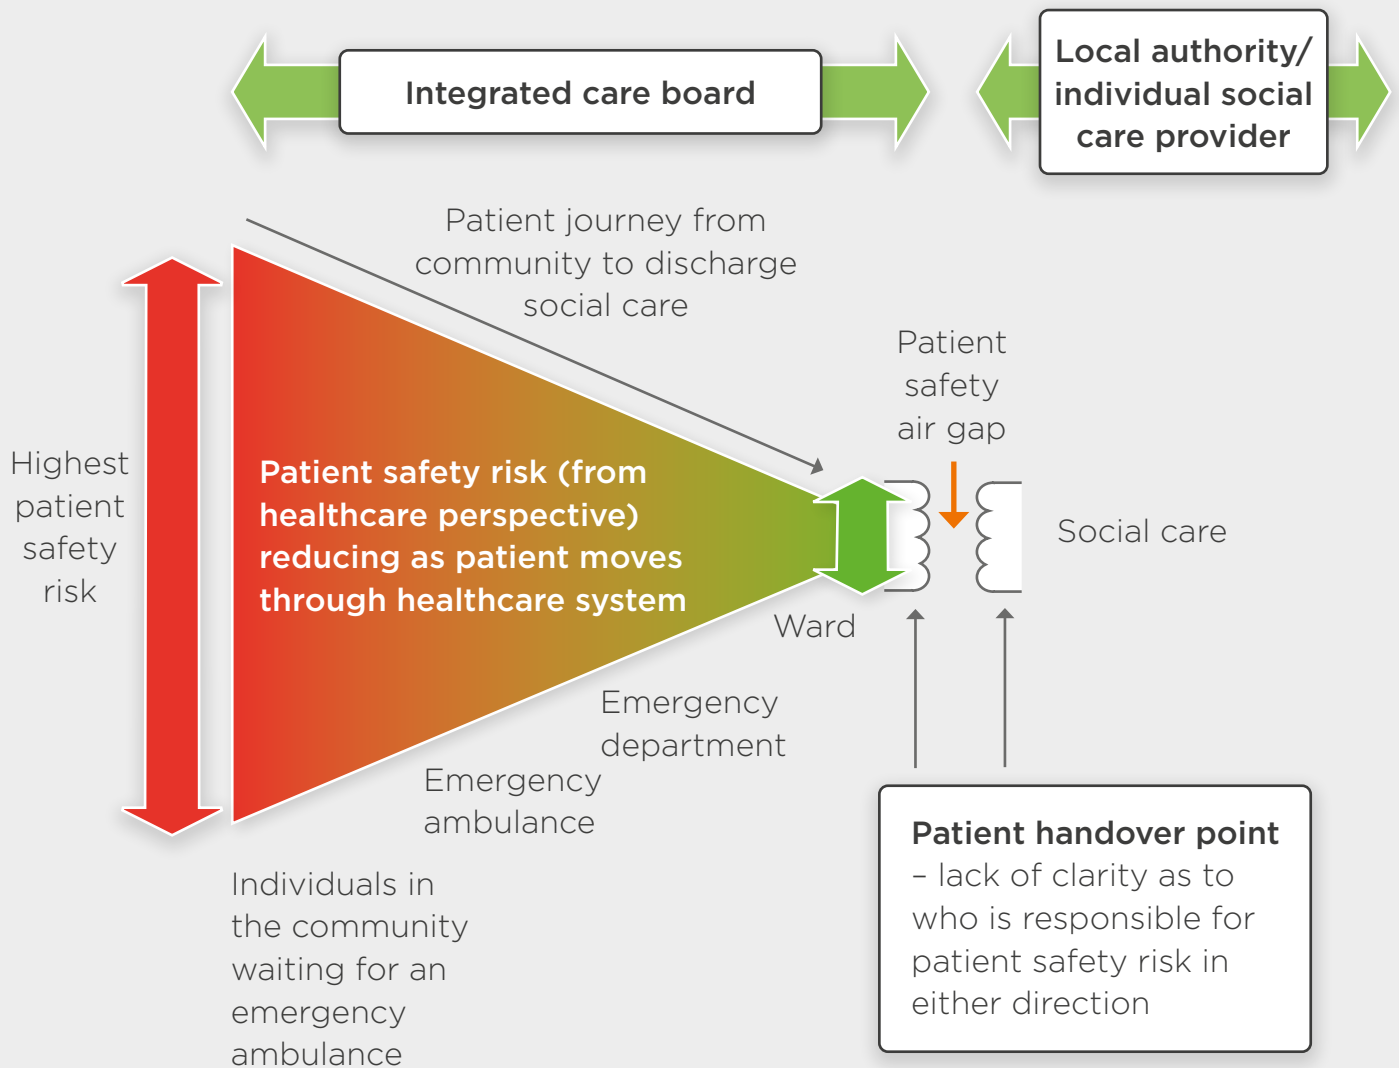 Integrated care board
Local authority/
individual social
care provider
Patient journey from
community to discharge
social care
Patient
safety
air gap
Highest
patient
safety
risk
Patient safety risk (from
healthcare perspective)
reducing as patient moves
through healthcare system
Social care
Ward
Emergency
department
Emergency
ambulance
Individuals in
the community
waiting for an
emergency
ambulance
Patient handover point
– lack of clarity as to
who is responsible for
patient safety risk in
either direction